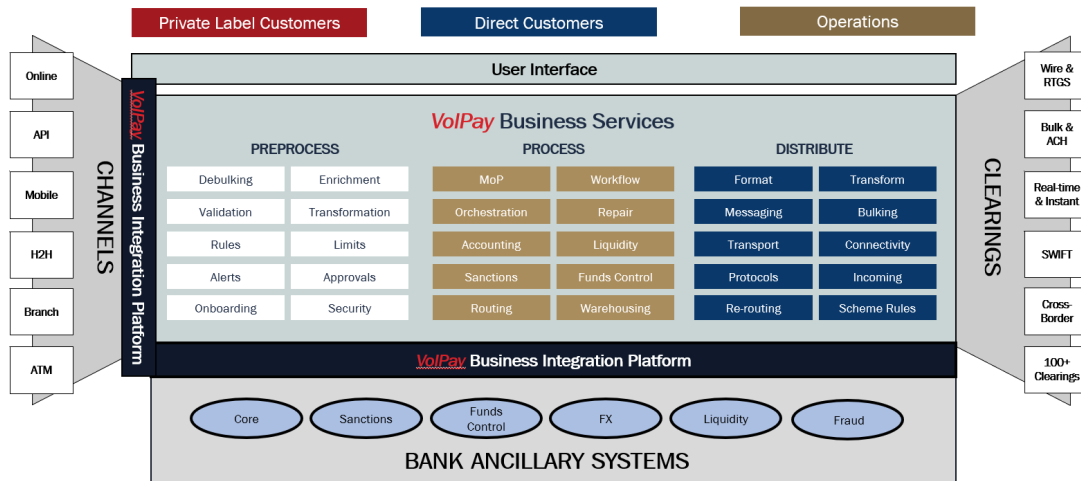 Private Label Customers
Direct Customers
Operations
User Interface
Online
API
Mobile
H2H
Branch
ATM
CHANNELS
VolPay Business Integration Platform
VolPay Business Services
PREPROCESS
Debulking
Enrichment
Validation
Transformation
Rules
Limits
Alerts
Approvals
Onboarding
Security
PROCESS
MoP
Workflow
Orchestration
Repair
Accounting
Liquidity
Sanctions
Funds Control
Routing
Warehousing
DISTRIBUTE
Format
Transform
Messaging
Bulking
Transport
Connectivity
Protocols
Incoming
Re-routing
Scheme Rules
CLEARINGS
Wire &
RTGS
Bulk &
ACH
Real-time
& Instant
SWIFT
Cross-
Border
100+
Clearings
VolPay Business Integration Platform
Core
Sanctions
Funds
Control
FX
Liquidity
Fraud
BANK ANCILLARY SYSTEMS